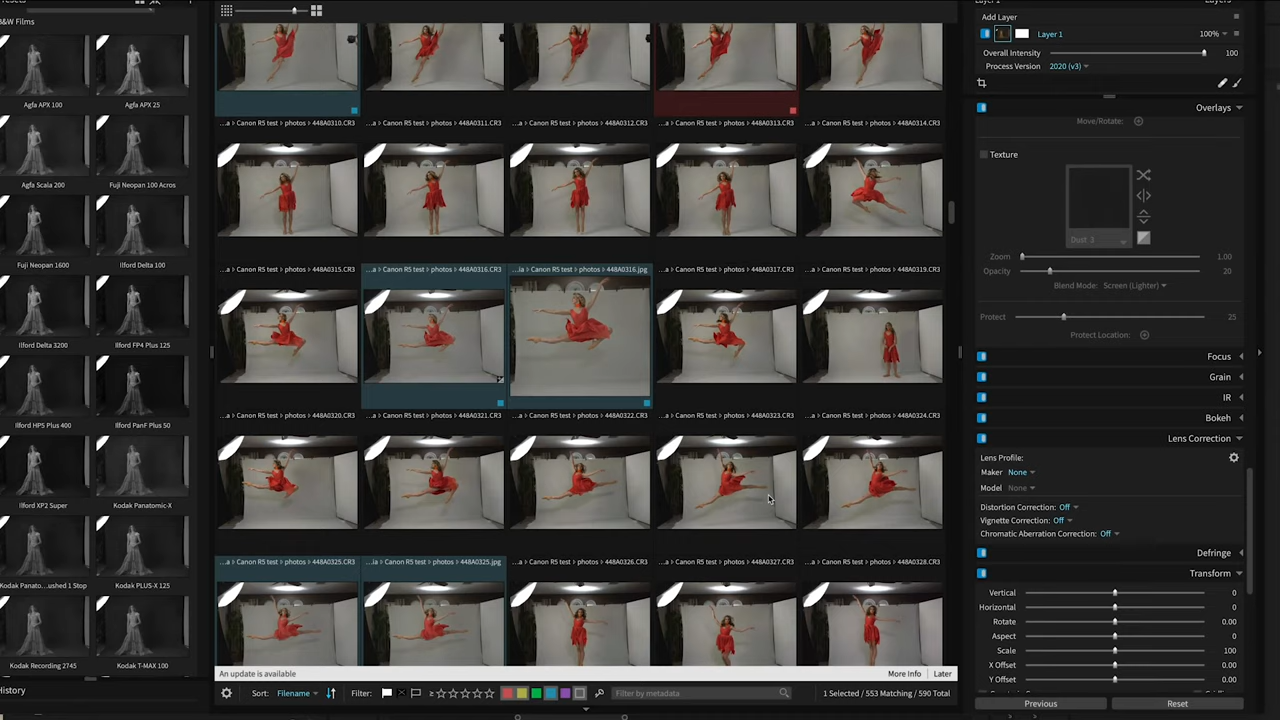 B&W Films
Agfa APX 100
Agfa APX 25
Agfa Scala 200
Fuji Neopan 100 Acros
Fuji Neopan 1600
Ilford Delta 100
Ilford Delta 3200
Ilford FP4 Plus 125
Ilford HP5 Plus 400
Ilford PanF Plus 50
Ilford XP2 Super
Kodak Panatomic-X
Kodak Panato...ushed 1 Stop
Kodak PLUS-X 125
Kodak Recording 2745
Kodak T-MAX 100
History
...a › Canon R5 test › photos › 448A0310.CR3
...a › Canon R5 test › photos › 448A0311.CR3
...a › Canon R5 test › photos › 448A0312.CR3
...a › Canon R5 test › photos › 448A0313.CR3
...a › Canon R5 test › photos › 448A0314.CR3
...a › Canon R5 test › photos › 448A0315.CR3
...a › Canon R5 test › photos › 448A0316.CR3
...ia › Canon R5 test › photos › 448A0316.jpg
...a › Canon R5 test › photos › 448A0317.CR3
...a › Canon R5 test › photos › 448A0319.CR3
...a › Canon R5 test › photos › 448A0320.CR3
...a › Canon R5 test › photos › 448A0321.CR3
...a › Canon R5 test › photos › 448A0322.CR3
...a › Canon R5 test › photos › 448A0323.CR3
...a › Canon R5 test › photos › 448A0324.CR3
...a › Canon R5 test › photos › 448A0325.CR3
...ia › Canon R5 test › photos › 448A0325.jpg
...a › Canon R5 test › photos › 448A0326.CR3
...a › Canon R5 test › photos › 448A0327.CR3
...a › Canon R5 test › photos › 448A0328.CR3
An update is available More Info Later
Sort: Filename Filter: Filter by metadata 1 Selected / 553 Matching / 590 Total
Add Layer
Layer 1 100%
Overall Intensity 100
Process Version 2020 (v3)
Overlays
Move/Rotate:
Texture
Dust 3
Zoom 1.00
Opacity 20
Blend Mode: Screen (Lighter)
Protect 25
Protect Location:
Focus
Grain
IR
Bokeh
Lens Correction
Lens Profile:
Maker None
Model None
Distortion Correction: Off
Vignette Correction: Off
Chromatic Aberration Correction: Off
Defringe
Transform
Vertical 0
Horizontal 0
Rotate 0.00
Aspect 0
Scale 100
X Offset 0.00
Y Offset 0.00
Previous Reset